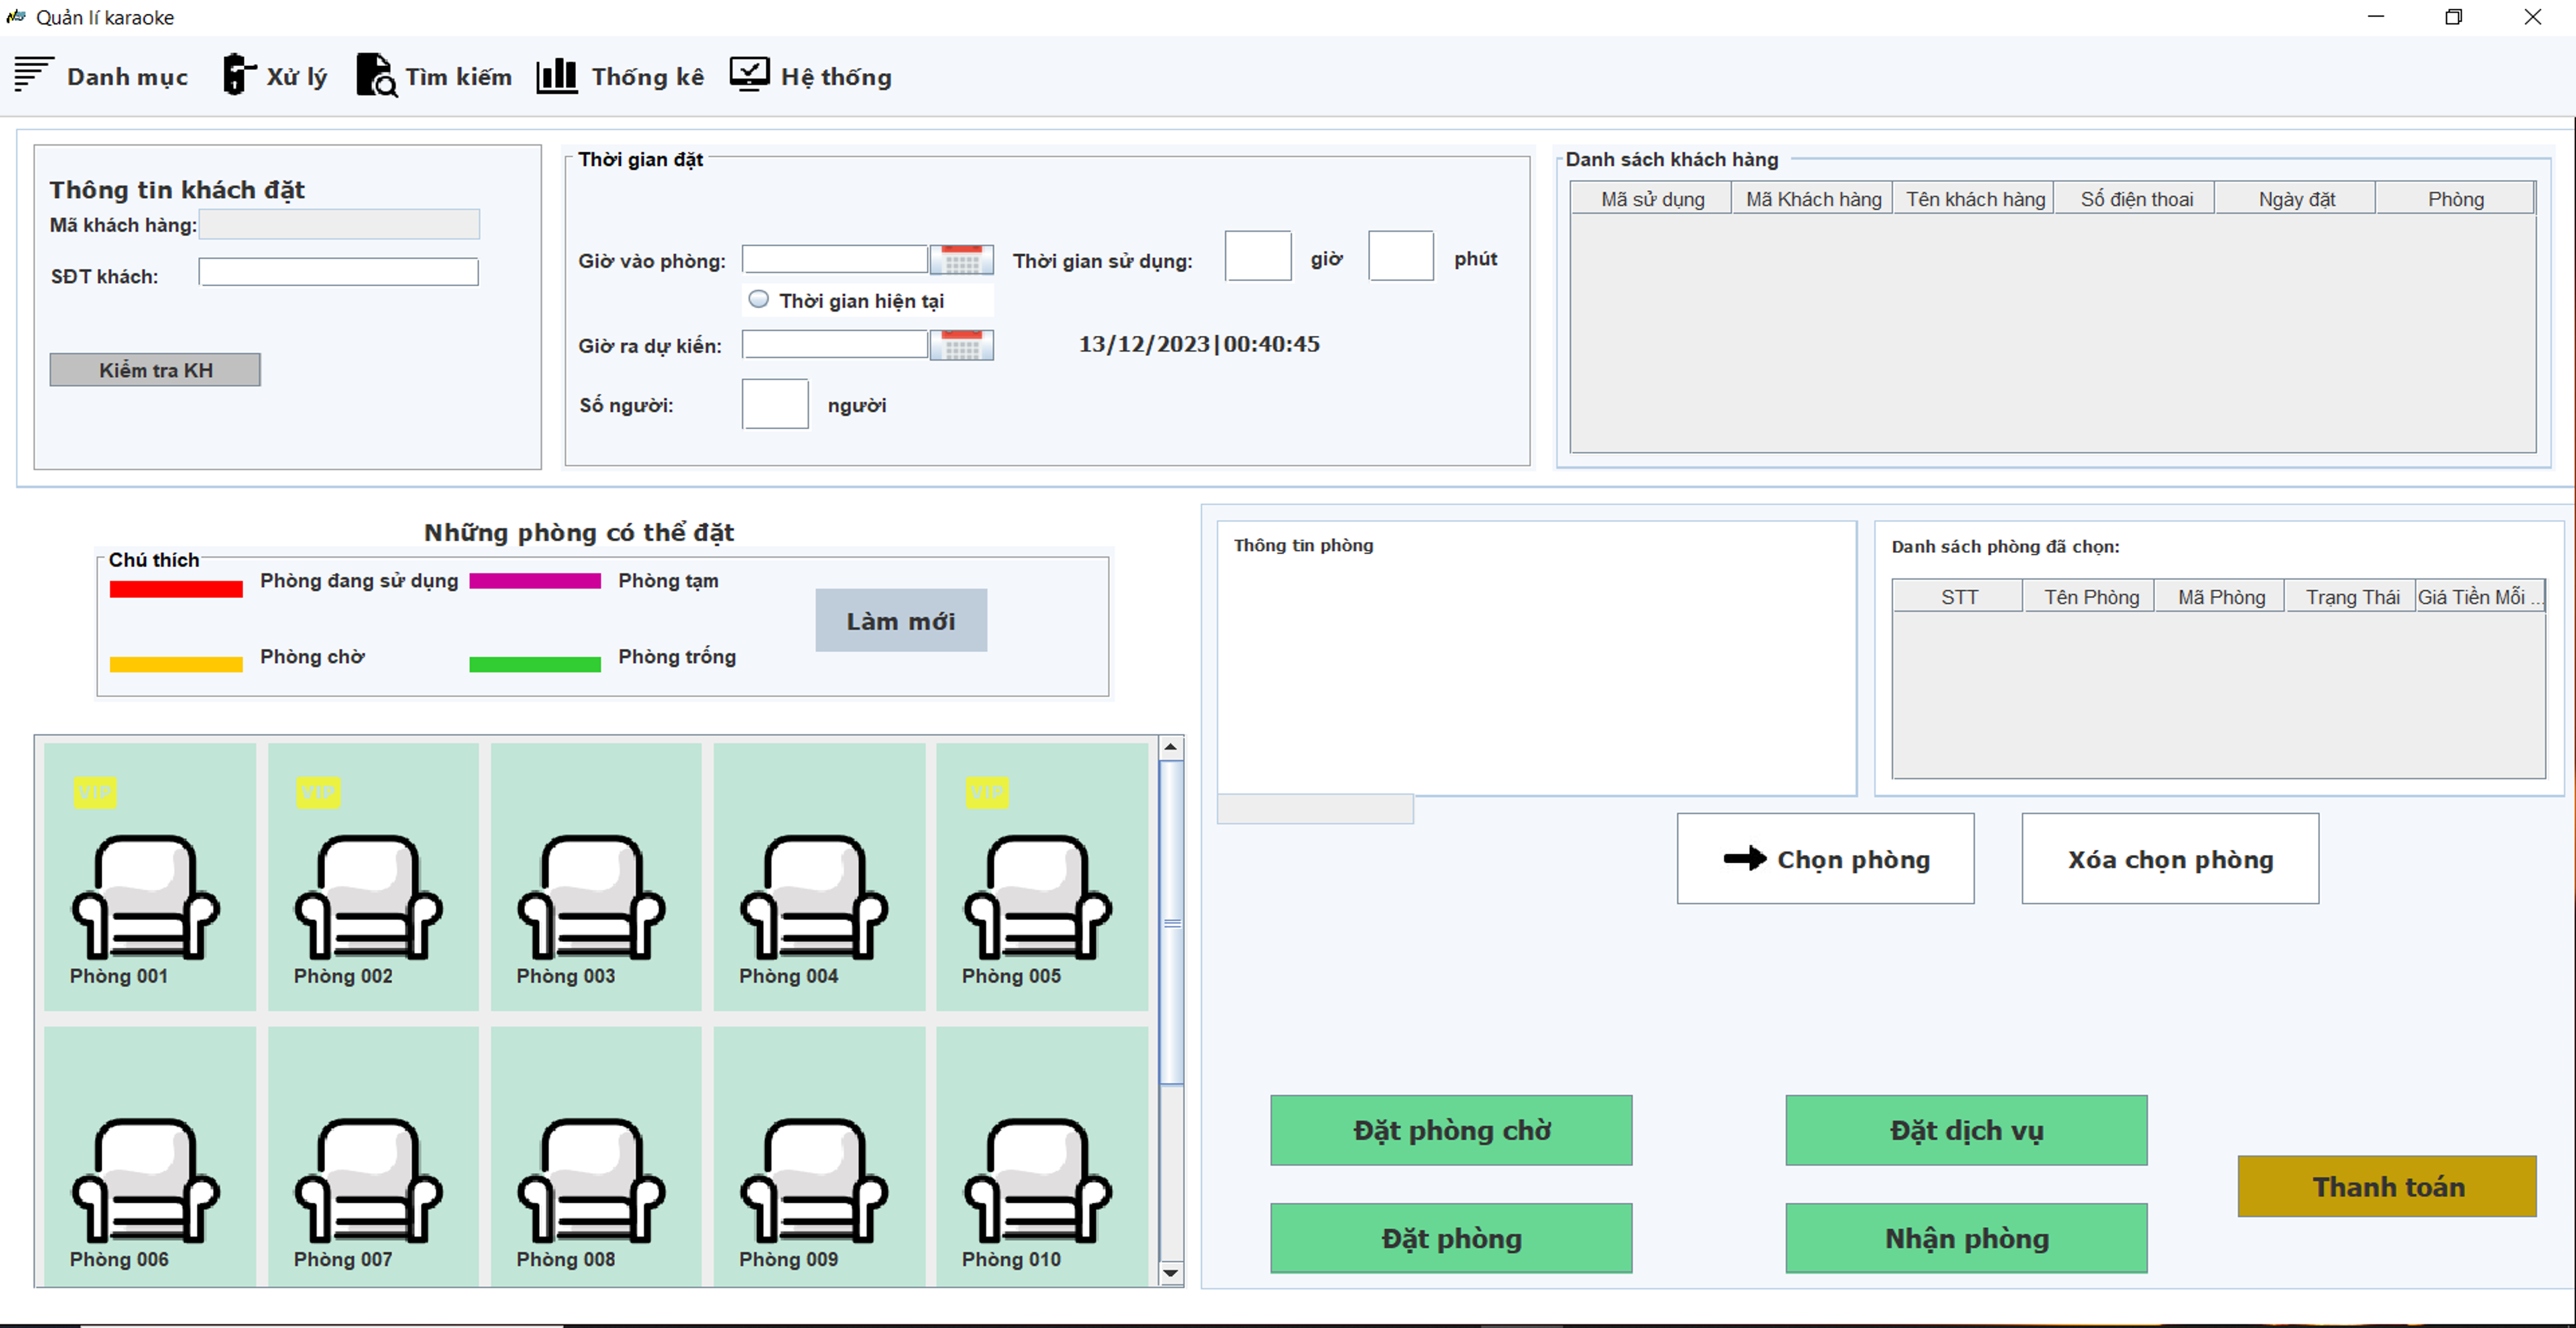 Quản lí karaoke
Danh mục Xử lý Tìm kiếm Thống kê Hệ thống
Thông tin khách đặt
Mã khách hàng:
SĐT khách:
Kiểm tra KH
Thời gian đặt
Giờ vào phòng:
Thời gian sử dụng: giờ phút
Thời gian hiện tại
Giờ ra dự kiến:
13/12/2023|00:40:45
Số người: người
Danh sách khách hàng
Mã sử dụng Mã Khách hàng Tên khách hàng Số điện thoai Ngày đặt Phòng
Những phòng có thể đặt
Chú thích
Phòng đang sử dụng Phòng tạm
Làm mới
Phòng chờ Phòng trống
VIP VIP VIP
Phòng 001 Phòng 002 Phòng 003 Phòng 004 Phòng 005
Phòng 006 Phòng 007 Phòng 008 Phòng 009 Phòng 010
Thông tin phòng
Danh sách phòng đã chọn:
STT Tên Phòng Mã Phòng Trạng Thái Giá Tiền Mỗi ...
Chọn phòng Xóa chọn phòng
Đặt phòng chờ Đặt dịch vụ
Thanh toán
Đặt phòng Nhận phòng